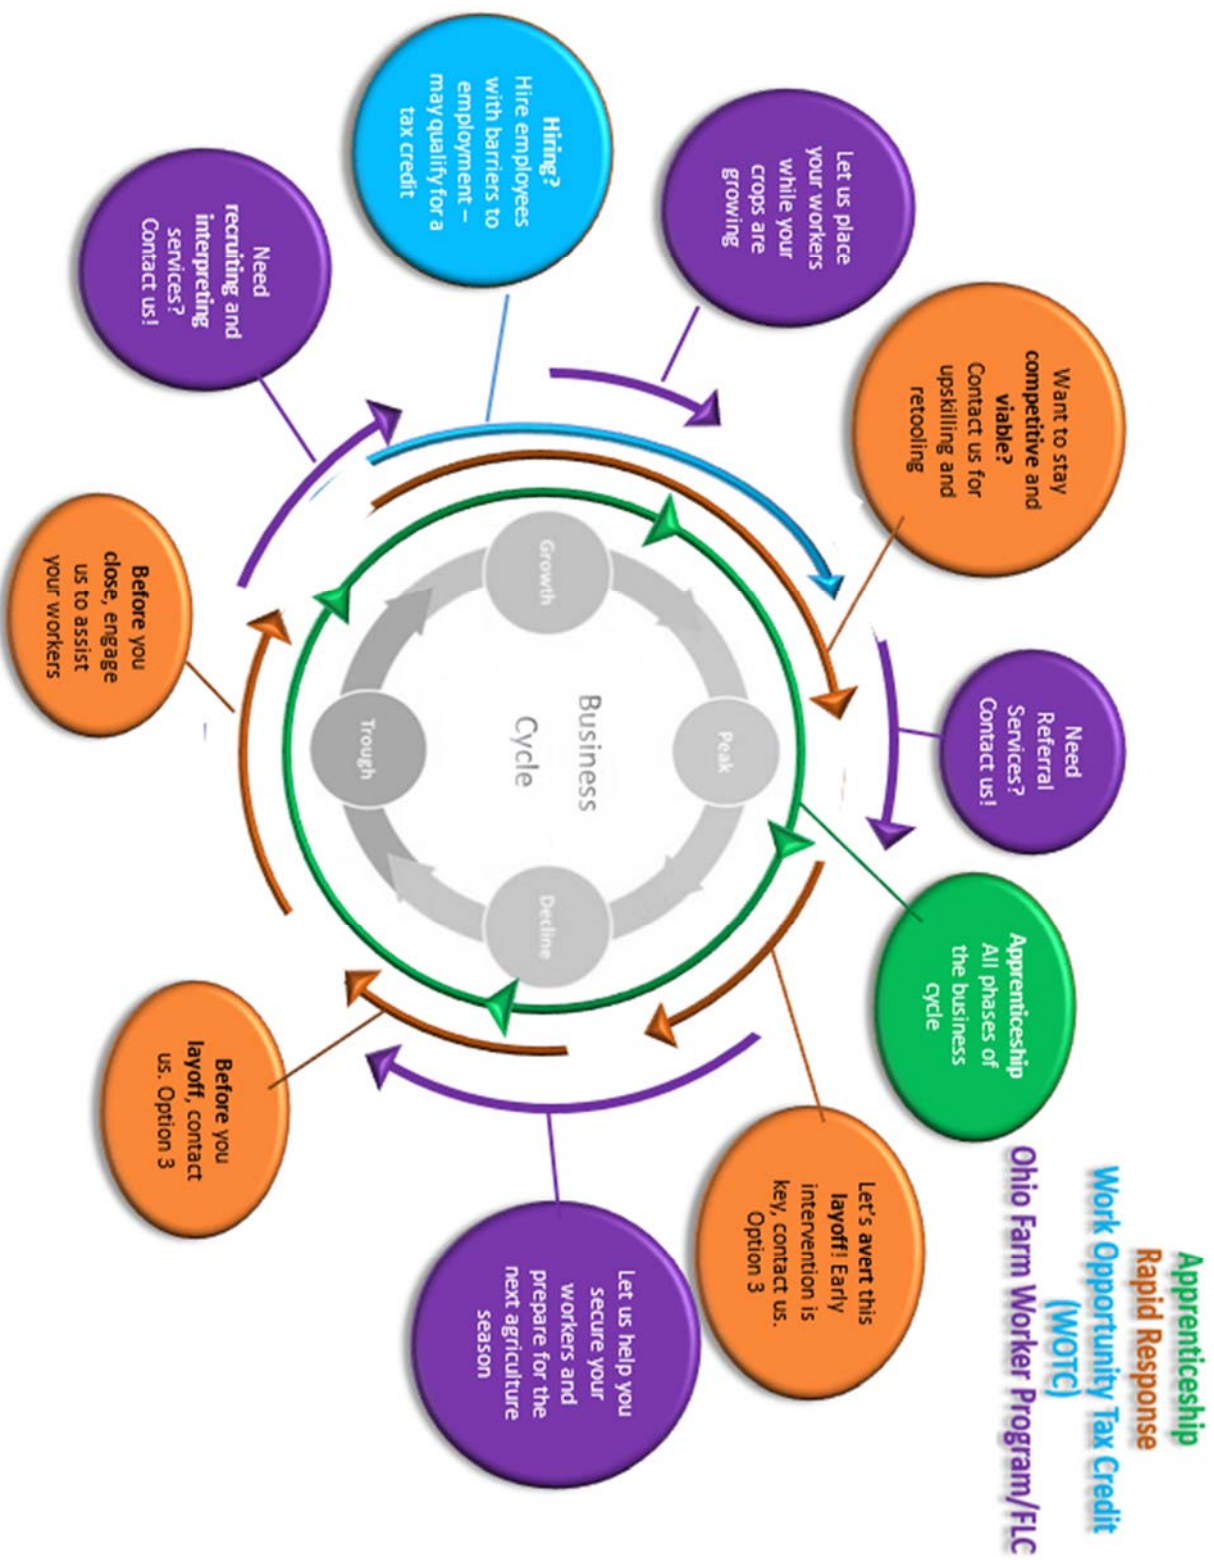 Apprenticeship
Rapid Response
Work Opportunity Tax Credit
(WOTC)
Ohio Farm Worker Program/FLC
Want to stay
competitive and
viable?
Contact us for
upskilling and
retooling
Need
Referral
Services?
Contact us!
Apprenticeship
All phases of
the business
cycle
Let us place
your workers
while your
crops are
growing
Let's avert this
layoff! Early
intervention is
key, contact us.
Option 3
Hiring?
Hire employees
with barriers to
employment –
may qualify for a
tax credit
Peak
Business
Cycle
Growth
Decline
Trough
Let us help you
secure your
workers and
prepare for the
next agriculture
season
Need
recruiting and
interpreting
services?
Contact us!
Before you
close, engage
us to assist
your workers
Before you
layoff, contact
us. Option 3